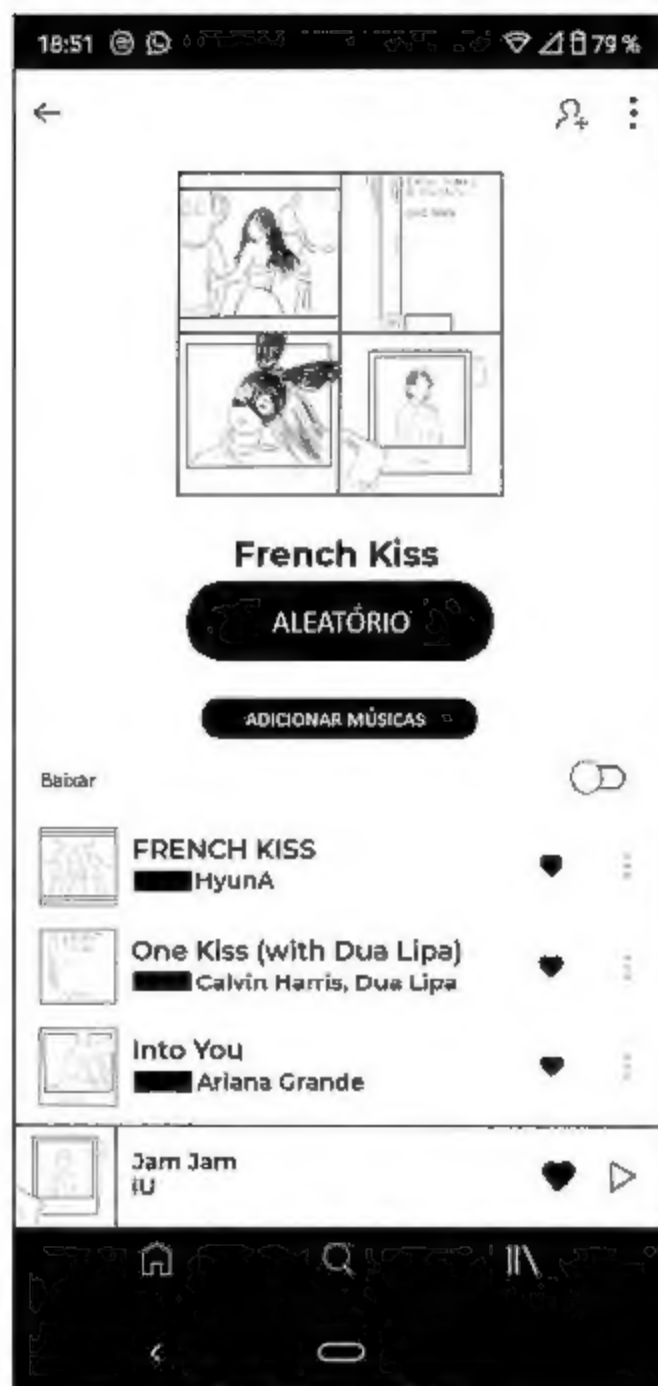 18:51
79 %
French Kiss
ALEATÓRIO
ADICIONAR MÚSICAS
Baixar
FRENCH KISS
HyunA
One Kiss (with Dua Lipa)
Calvin Harris, Dua Lipa
Into You
Ariana Grande
Jam Jam
IU